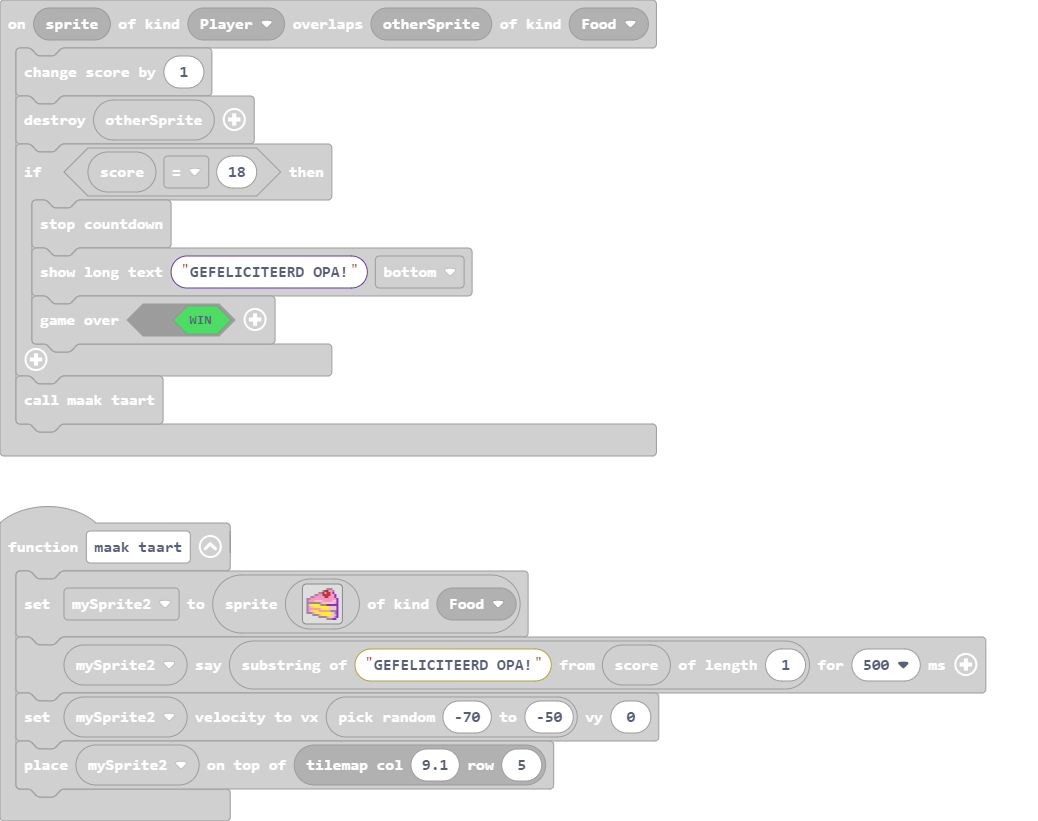 on sprite of kind Player overlaps otherSprite of kind Food
change score by 1
destroy otherSprite
if score = 18 then
stop countdown
show long text "GEFELICITEERD OPA!" bottom
game over WIN
call maak taart
function maak taart
set mySprite2 to sprite of kind Food
mySprite2 say substring of "GEFELICITEERD OPA!" from score of length 1 for 500 ms
set mySprite2 velocity to vx pick random -70 to -50 vy 0
place mySprite2 on top of tilemap col 9.1 row 5